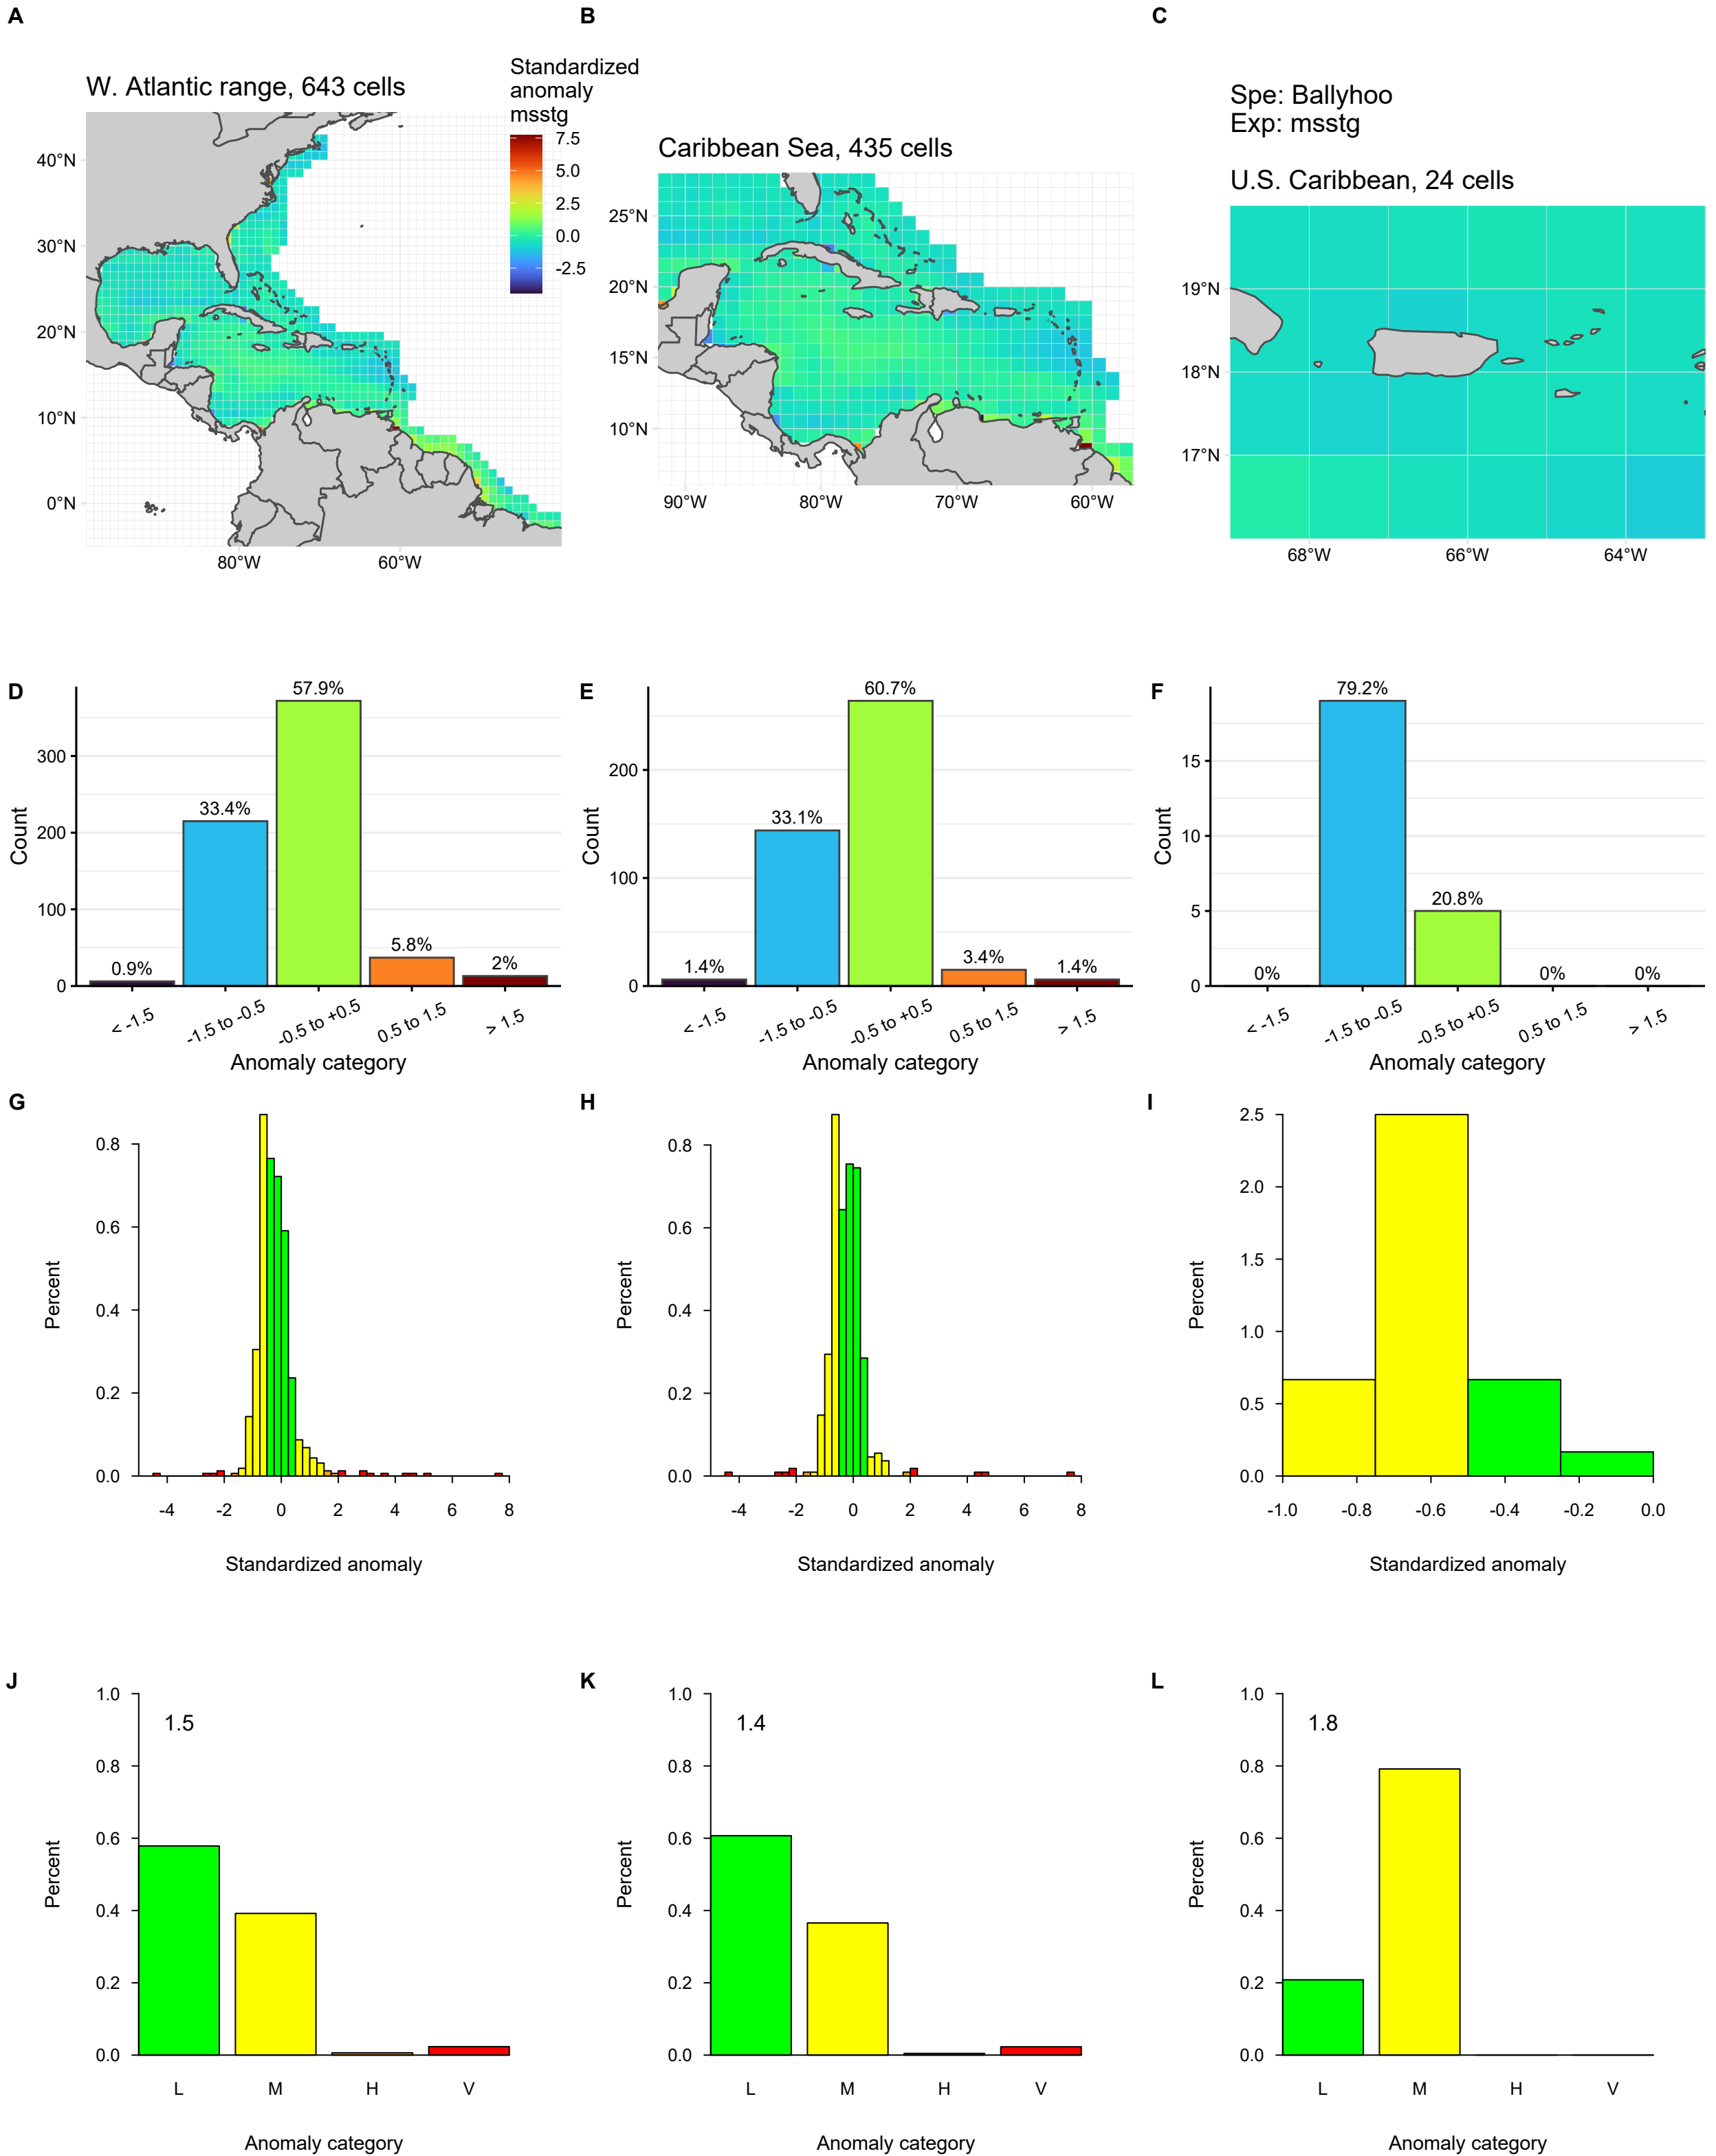 A
B
C
W. Atlantic range, 643 cells
Standardized
anomaly
msstg
7.5
5.0
2.5
0.0
-2.5
40°N
30°N
20°N
10°N
0°N
80°W
60°W
Caribbean Sea, 435 cells
25°N
20°N
15°N
10°N
90°W
80°W
70°W
60°W
Spe: Ballyhoo
Exp: msstg
U.S. Caribbean, 24 cells
19°N
18°N
17°N
68°W
66°W
64°W
D
Count
300
200
100
0
0.9%
33.4%
57.9%
5.8%
2%
< -1.5
-1.5 to -0.5
-0.5 to +0.5
0.5 to 1.5
> 1.5
Anomaly category
E
Count
200
100
0
1.4%
33.1%
60.7%
3.4%
1.4%
< -1.5
-1.5 to -0.5
-0.5 to +0.5
0.5 to 1.5
> 1.5
Anomaly category
F
Count
15
10
5
0
0%
79.2%
20.8%
0%
0%
< -1.5
-1.5 to -0.5
-0.5 to +0.5
0.5 to 1.5
> 1.5
Anomaly category
G
Percent
0.8
0.6
0.4
0.2
0.0
-4
-2
0
2
4
6
8
Standardized anomaly
H
Percent
0.8
0.6
0.4
0.2
0.0
-4
-2
0
2
4
6
8
Standardized anomaly
I
Percent
2.5
2.0
1.5
1.0
0.5
0.0
-1.0
-0.8
-0.6
-0.4
-0.2
0.0
Standardized anomaly
J
Percent
1.0
0.8
0.6
0.4
0.2
0.0
1.5
L
M
H
V
Anomaly category
K
Percent
1.0
0.8
0.6
0.4
0.2
0.0
1.4
L
M
H
V
Anomaly category
L
Percent
1.0
0.8
0.6
0.4
0.2
0.0
1.8
L
M
H
V
Anomaly category